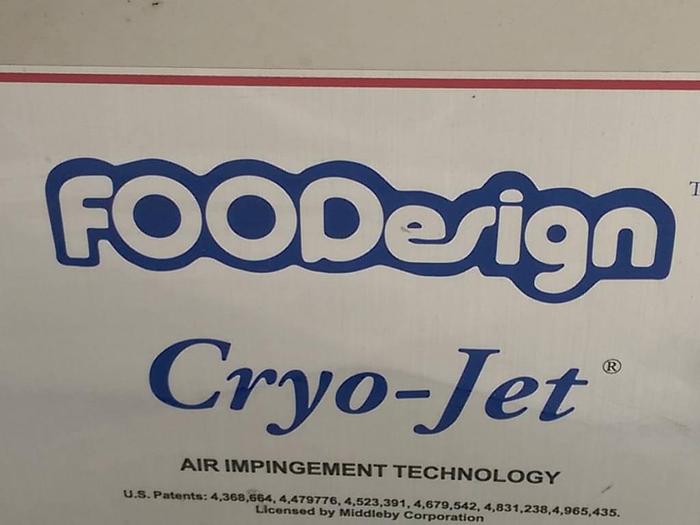 FOODesign
T
Cryo-Jet ®
AIR IMPINGEMENT TECHNOLOGY
U.S. Patents: 4,368,664, 4,479776, 4,523,391, 4,679,542, 4,831,238,4,965,435.
Licensed by Middleby Corporation